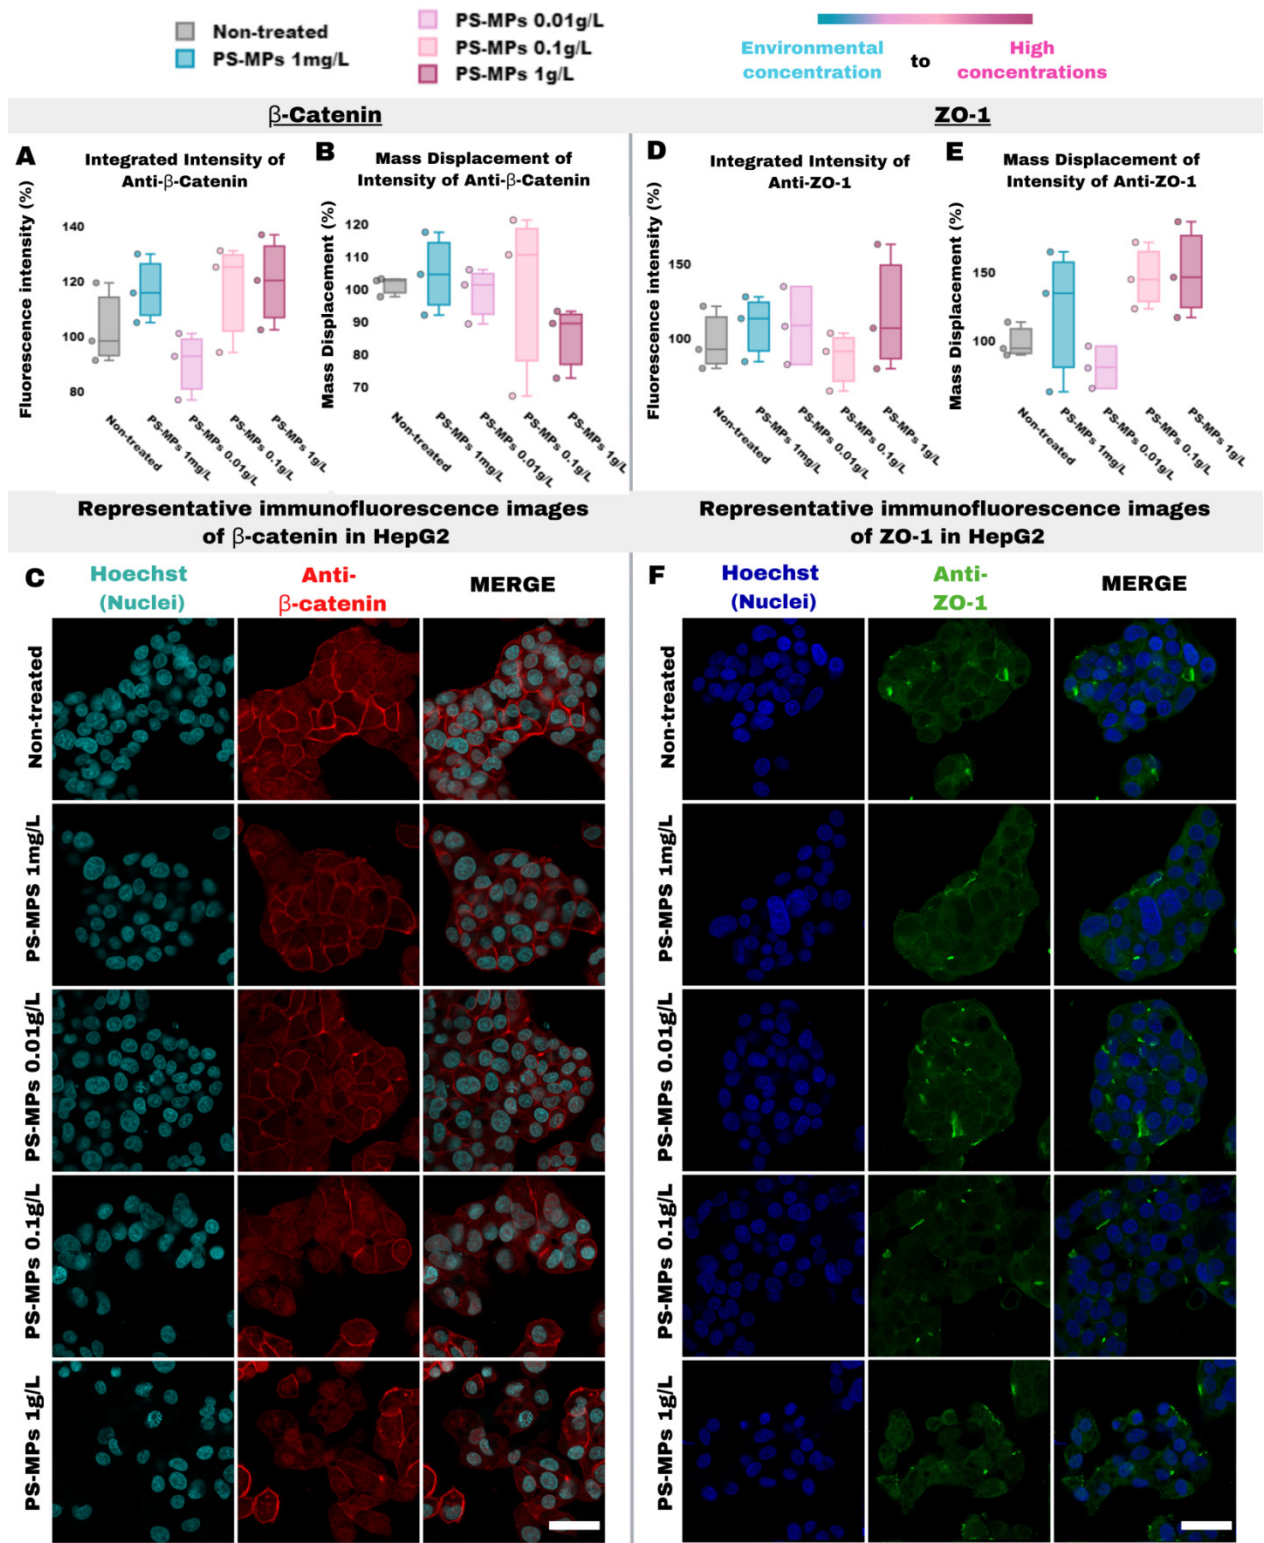 Non-treated
PS-MPs 1mg/L
PS-MPs 0.01g/L
PS-MPs 0.1g/L
PS-MPs 1g/L
Environmental
concentration
to
High
concentrations
β-Catenin
ZO-1
A
Integrated Intensity of
Anti-β-Catenin
Fluorescence intensity (%)
140
120
100
80
Non-treated
PS-MPs 1mg/L
PS-MPs 0.01g/L
PS-MPs 0.1g/L
PS-MPs 1g/L
B
Mass Displacement of
Intensity of Anti-β-Catenin
Mass Displacement (%)
120
110
100
90
80
70
Non-treated
PS-MPs 1mg/L
PS-MPs 0.01g/L
PS-MPs 0.1g/L
PS-MPs 1g/L
D
Integrated Intensity of
Anti-ZO-1
Fluorescence intensity (%)
150
100
Non-treated
PS-MPs 1mg/L
PS-MPs 0.01g/L
PS-MPs 0.1g/L
PS-MPs 1g/L
E
Mass Displacement of
Intensity of Anti-ZO-1
Mass Displacement (%)
150
100
Non-treated
PS-MPs 1mg/L
PS-MPs 0.01g/L
PS-MPs 0.1g/L
PS-MPs 1g/L
Representative immunofluorescence images
of β-catenin in HepG2
Representative immunofluorescence images
of ZO-1 in HepG2
C
Hoechst
(Nuclei)
Anti-
β-catenin
MERGE
Non-treated
PS-MPS 1mg/L
PS-MPs 0.01g/L
PS-MPs 0.1g/L
PS-MPs 1g/L
F
Hoechst
(Nuclei)
Anti-
ZO-1
MERGE
Non-treated
PS-MPS 1mg/L
PS-MPs 0.01g/L
PS-MPs 0.1g/L
PS-MPs 1g/L